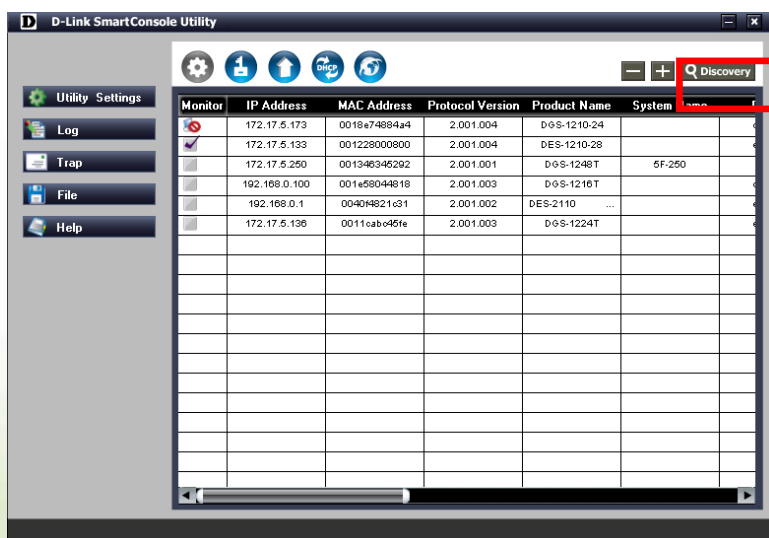 D D-Link SmartConsole Utility
DHCP
Discovery
Utility Settings
Log
Trap
File
Help
Monitor IP Address MAC Address Protocol Version Product Name System Name
172.17.5.173 0018e74884a4 2.001.004 DGS-1210-24
172.17.5.133 001228000800 2.001.004 DES-1210-28
172.17.5.250 001346345292 2.001.001 DGS-1248T 5F-250
192.168.0.100 001e58044818 2.001.003 DGS-1216T
192.168.0.1 0040f4821c31 2.001.002 DES-2110 ...
172.17.5.136 0011cabc45fe 2.001.003 DGS-1224T